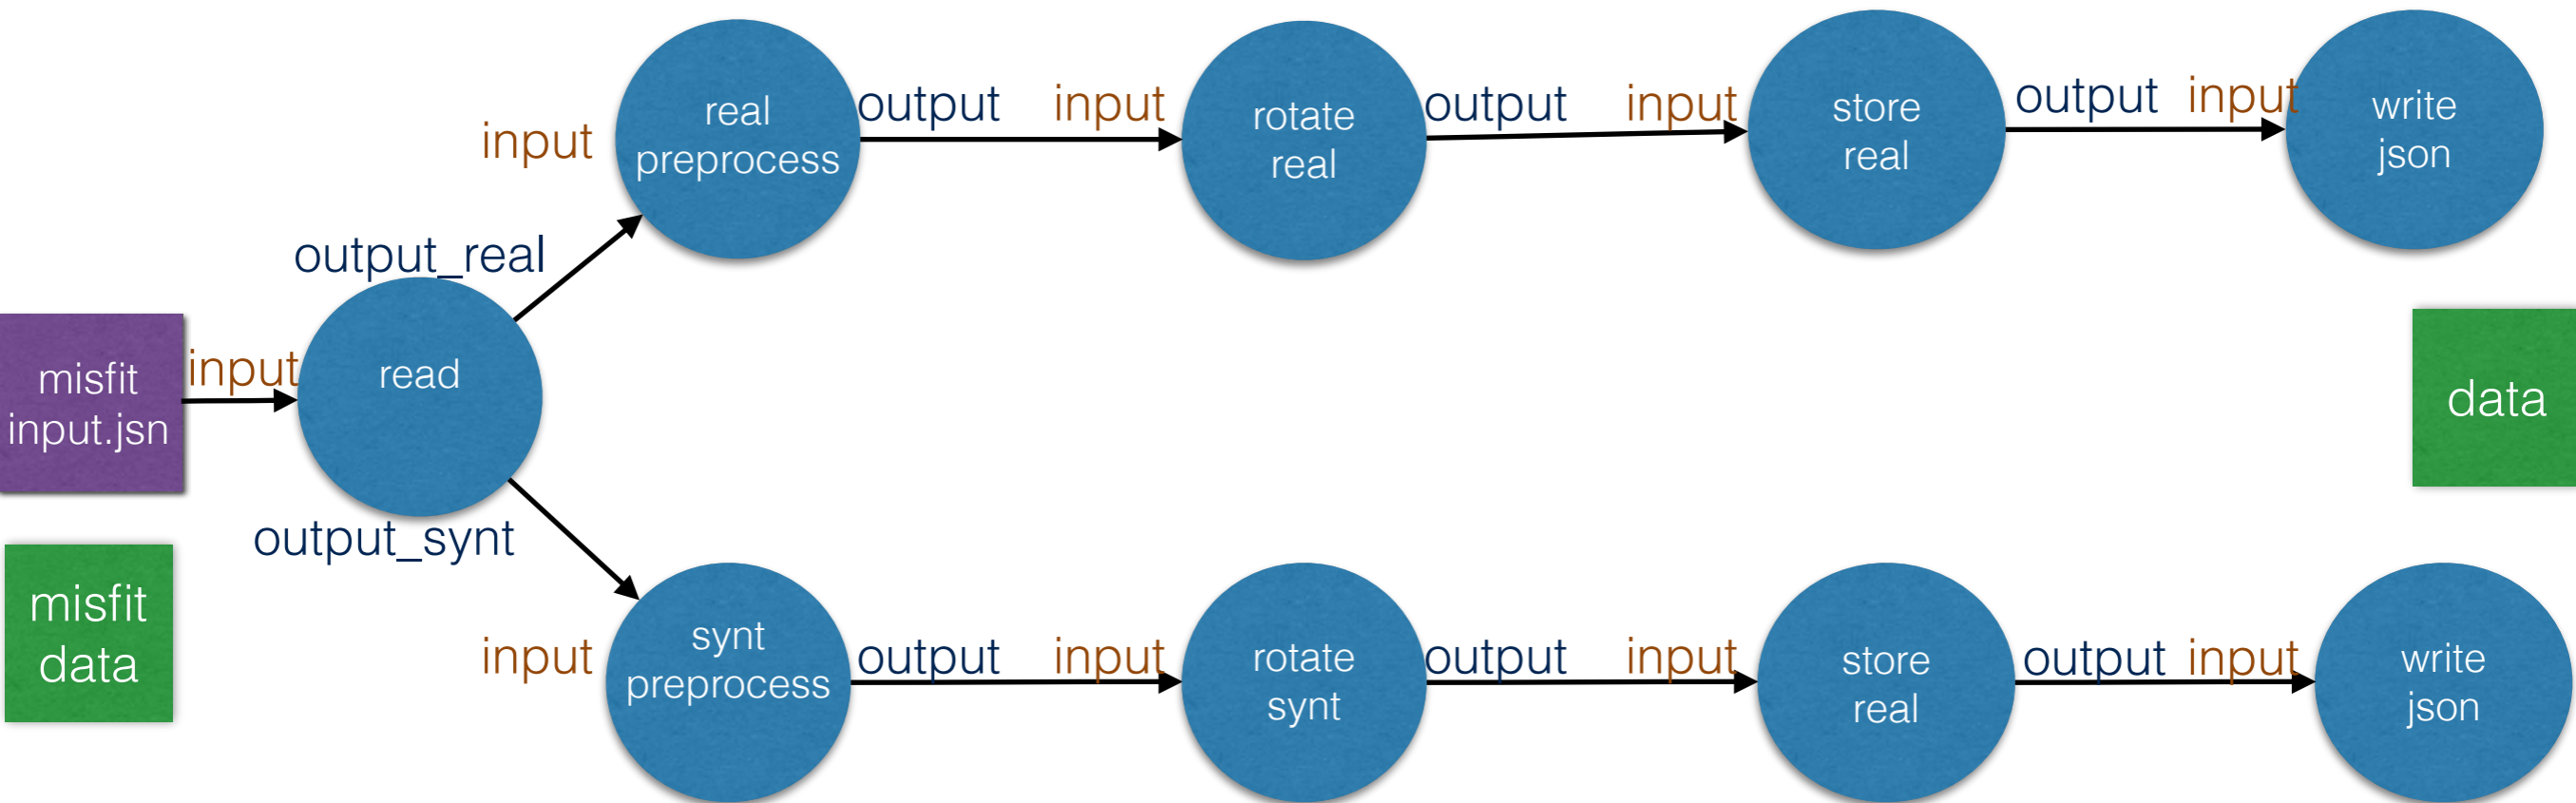 real
preprocess
output
input
rotate
real
output
input
store
real
output
input
write
json
input
output_real
misfit
input.jsn
input
read
data
output_synt
misfit
data
input
synt
preprocess
output
input
rotate
synt
output
input
store
real
output
input
write
json